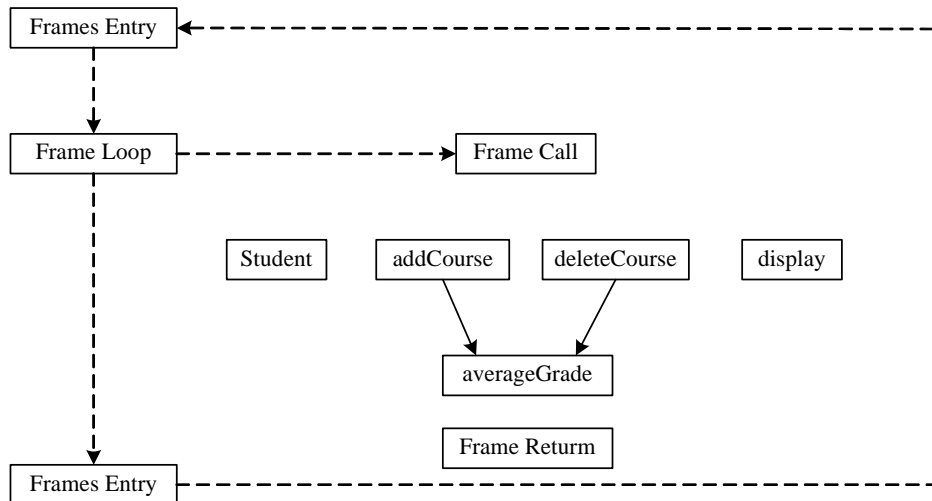 Frames Entry
Frame Loop
Frame Call
Student
addCourse
deleteCourse
display
averageGrade
Frame Returm
Frames Entry